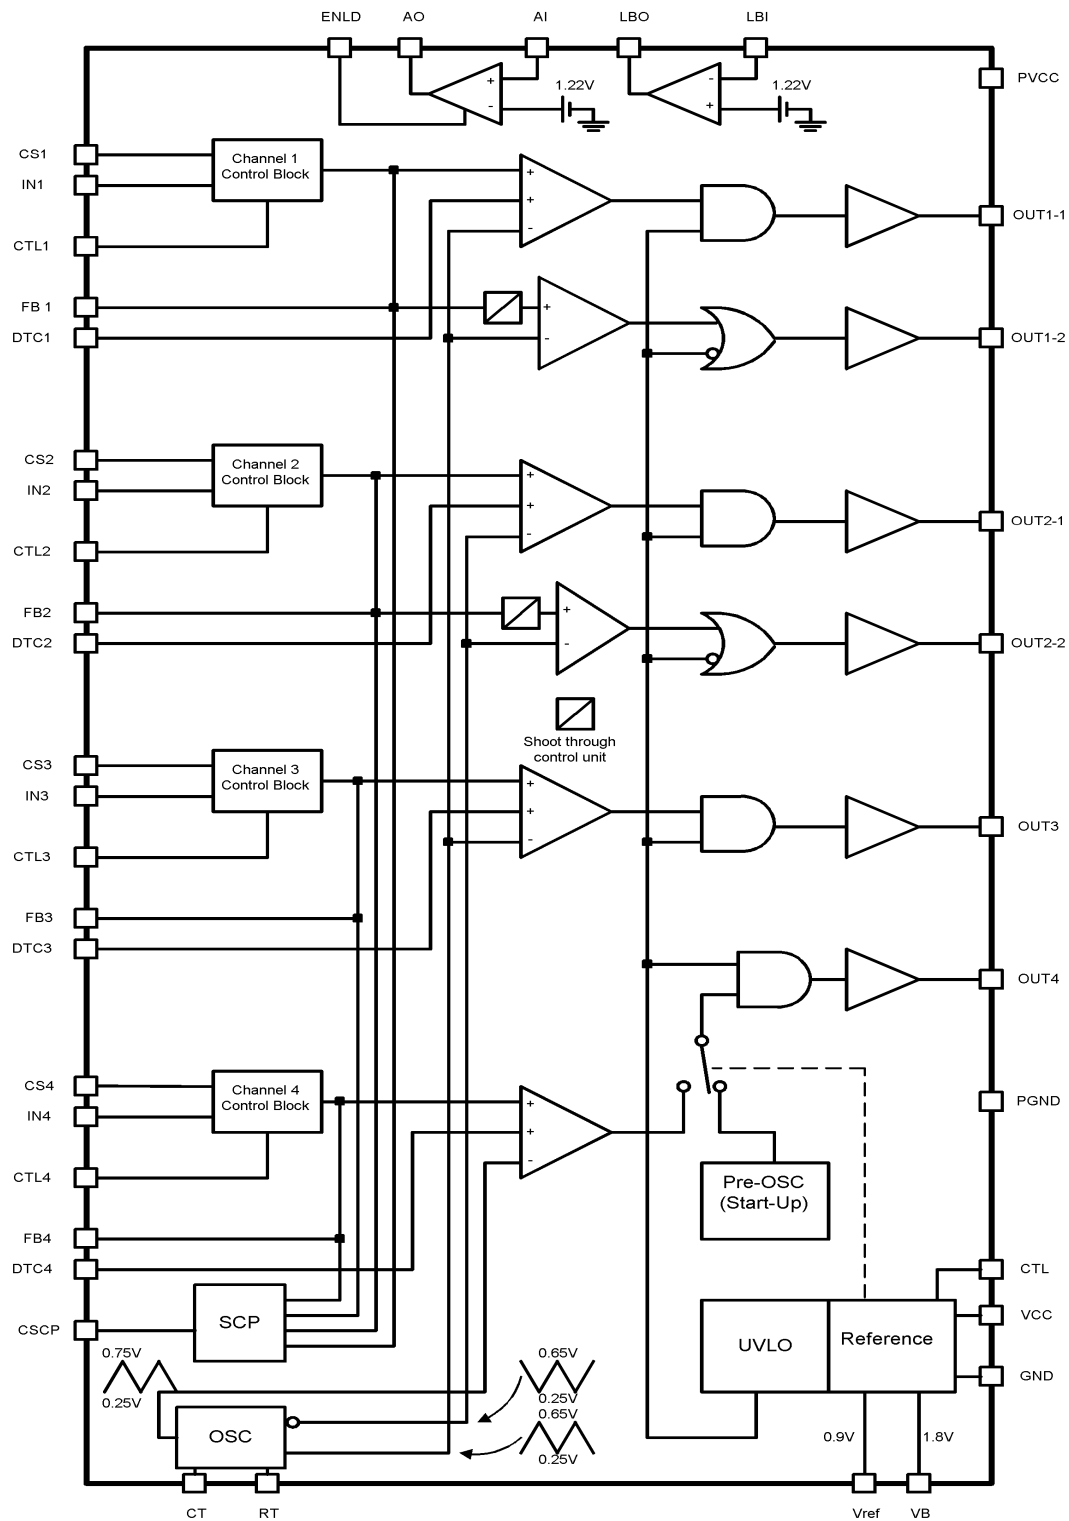 ENLD AO AI LBO LBI
PVCC
1.22V 1.22V
+ -
- +
CS1
Channel 1
Control Block
IN1
+
+
-
OUT1-1
CTL1
FB 1
+
DTC1
-
OUT1-2
CS2
Channel 2
Control Block
IN2
+
+
-
OUT2-1
CTL2
FB2
+
DTC2
-
OUT2-2
Shoot through
control unit
CS3
Channel 3
Control Block
IN3
+
+
-
OUT3
CTL3
FB3
DTC3
OUT4
CS4
Channel 4
Control Block
IN4
+
+
-
PGND
CTL4
Pre-OSC
(Start-Up)
FB4
DTC4
CTL
CSCP
SCP
VCC
UVLO
Reference
0.75V
0.25V
0.65V
0.25V
0.65V
0.25V
GND
OSC
0.9V
1.8V
CT RT Vref VB